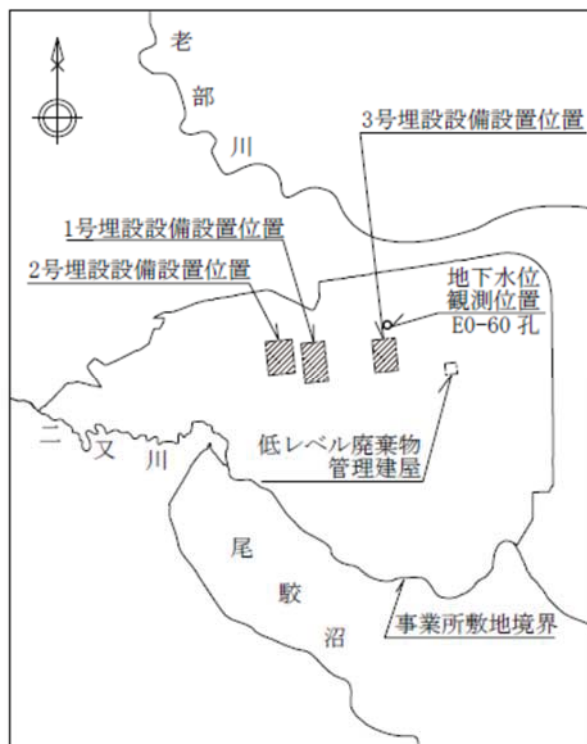 老部川
3号埋設設備設置位置
1号埋設設備設置位置
2号埋設設備設置位置
地下水位
観測位置
E0-60 孔
二又川
低レベル廃棄物
管理建屋
尾駮沼
事業所敷地境界